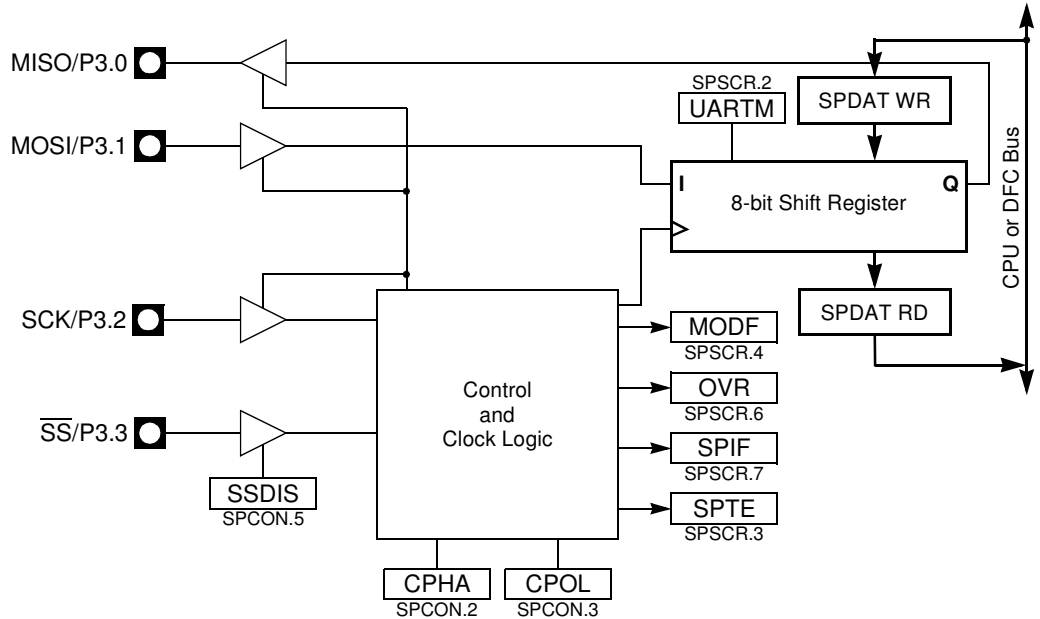 MISO/P3.0
SPSCR.2
UARTM
SPDAT WR
MOSI/P3.1
I
Q
8-bit Shift Register
CPU or DFC Bus
SPDAT RD
SCK/P3.2
MODF
SPSCR.4
Control
and
Clock Logic
OVR
SPSCR.6
SS/P3.3
SPIF
SPSCR.7
SSDIS
SPCON.5
SPTE
SPSCR.3
CPHA
SPCON.2
CPOL
SPCON.3